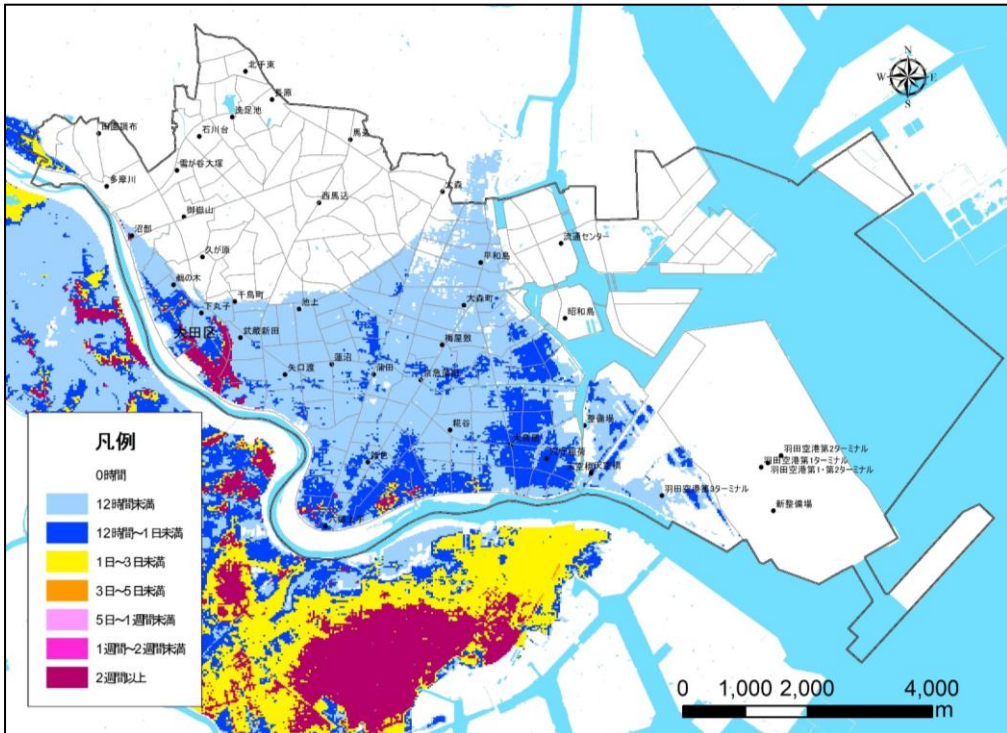 N
W
E
S
北千束
長原
洗足池
田園調布
石川台
馬込
雪が谷大塚
多摩川
大森
西馬込
御嶽山
沼部
流通センター
久が原
平和島
鵜の木
千鳥町
池上
大森町
下丸子
昭和島
大田区
武蔵新田
梅屋敷
蓮沼
矢口渡
蒲田
京急蒲田
整備場
糀谷
大鳥居
穴守稲荷
雑色
天空橋
羽田空港第2ターミナル
羽田空港第1ターミナル
羽田空港第1・第2ターミナル
羽田空港第3ターミナル
新整備場
凡例
0時間
12時間未満
12時間～1日未満
1日～3日未満
3日～5日未満
5日～1週間未満
1週間～2週間未満
2週間以上
0 1,000 2,000 4,000
m